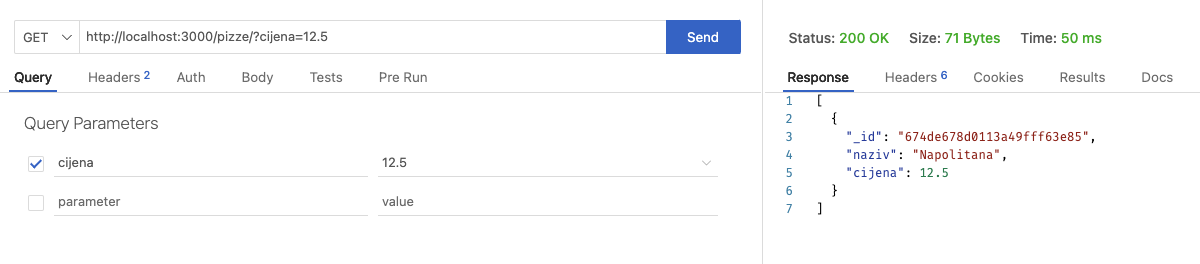 GET http://localhost:3000/pizze/?cijena=12.5 Send
Query Headers 2 Auth Body Tests Pre Run
Query Parameters
cijena 12.5
parameter value
Status: 200 OK Size: 71 Bytes Time: 50 ms
Response Headers 6 Cookies Results Docs
1 [
2 {
3 "_id": "674de678d0113a49fff63e85",
4 "naziv": "Napolitana",
5 "cijena": 12.5
6 }
7 ]